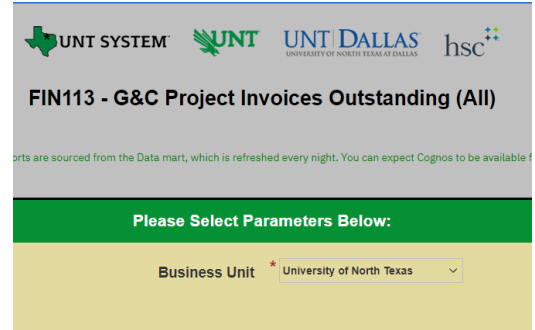 UNT SYSTEM UNT UNT DALLAS hsc
UNIVERSITY OF NORTH TEXAS AT DALLAS
FIN113 - G&C Project Invoices Outstanding (All)
orts are sourced from the Data mart, which is refreshed every night. You can expect Cognos to be available f
Please Select Parameters Below:
Business Unit * University of North Texas